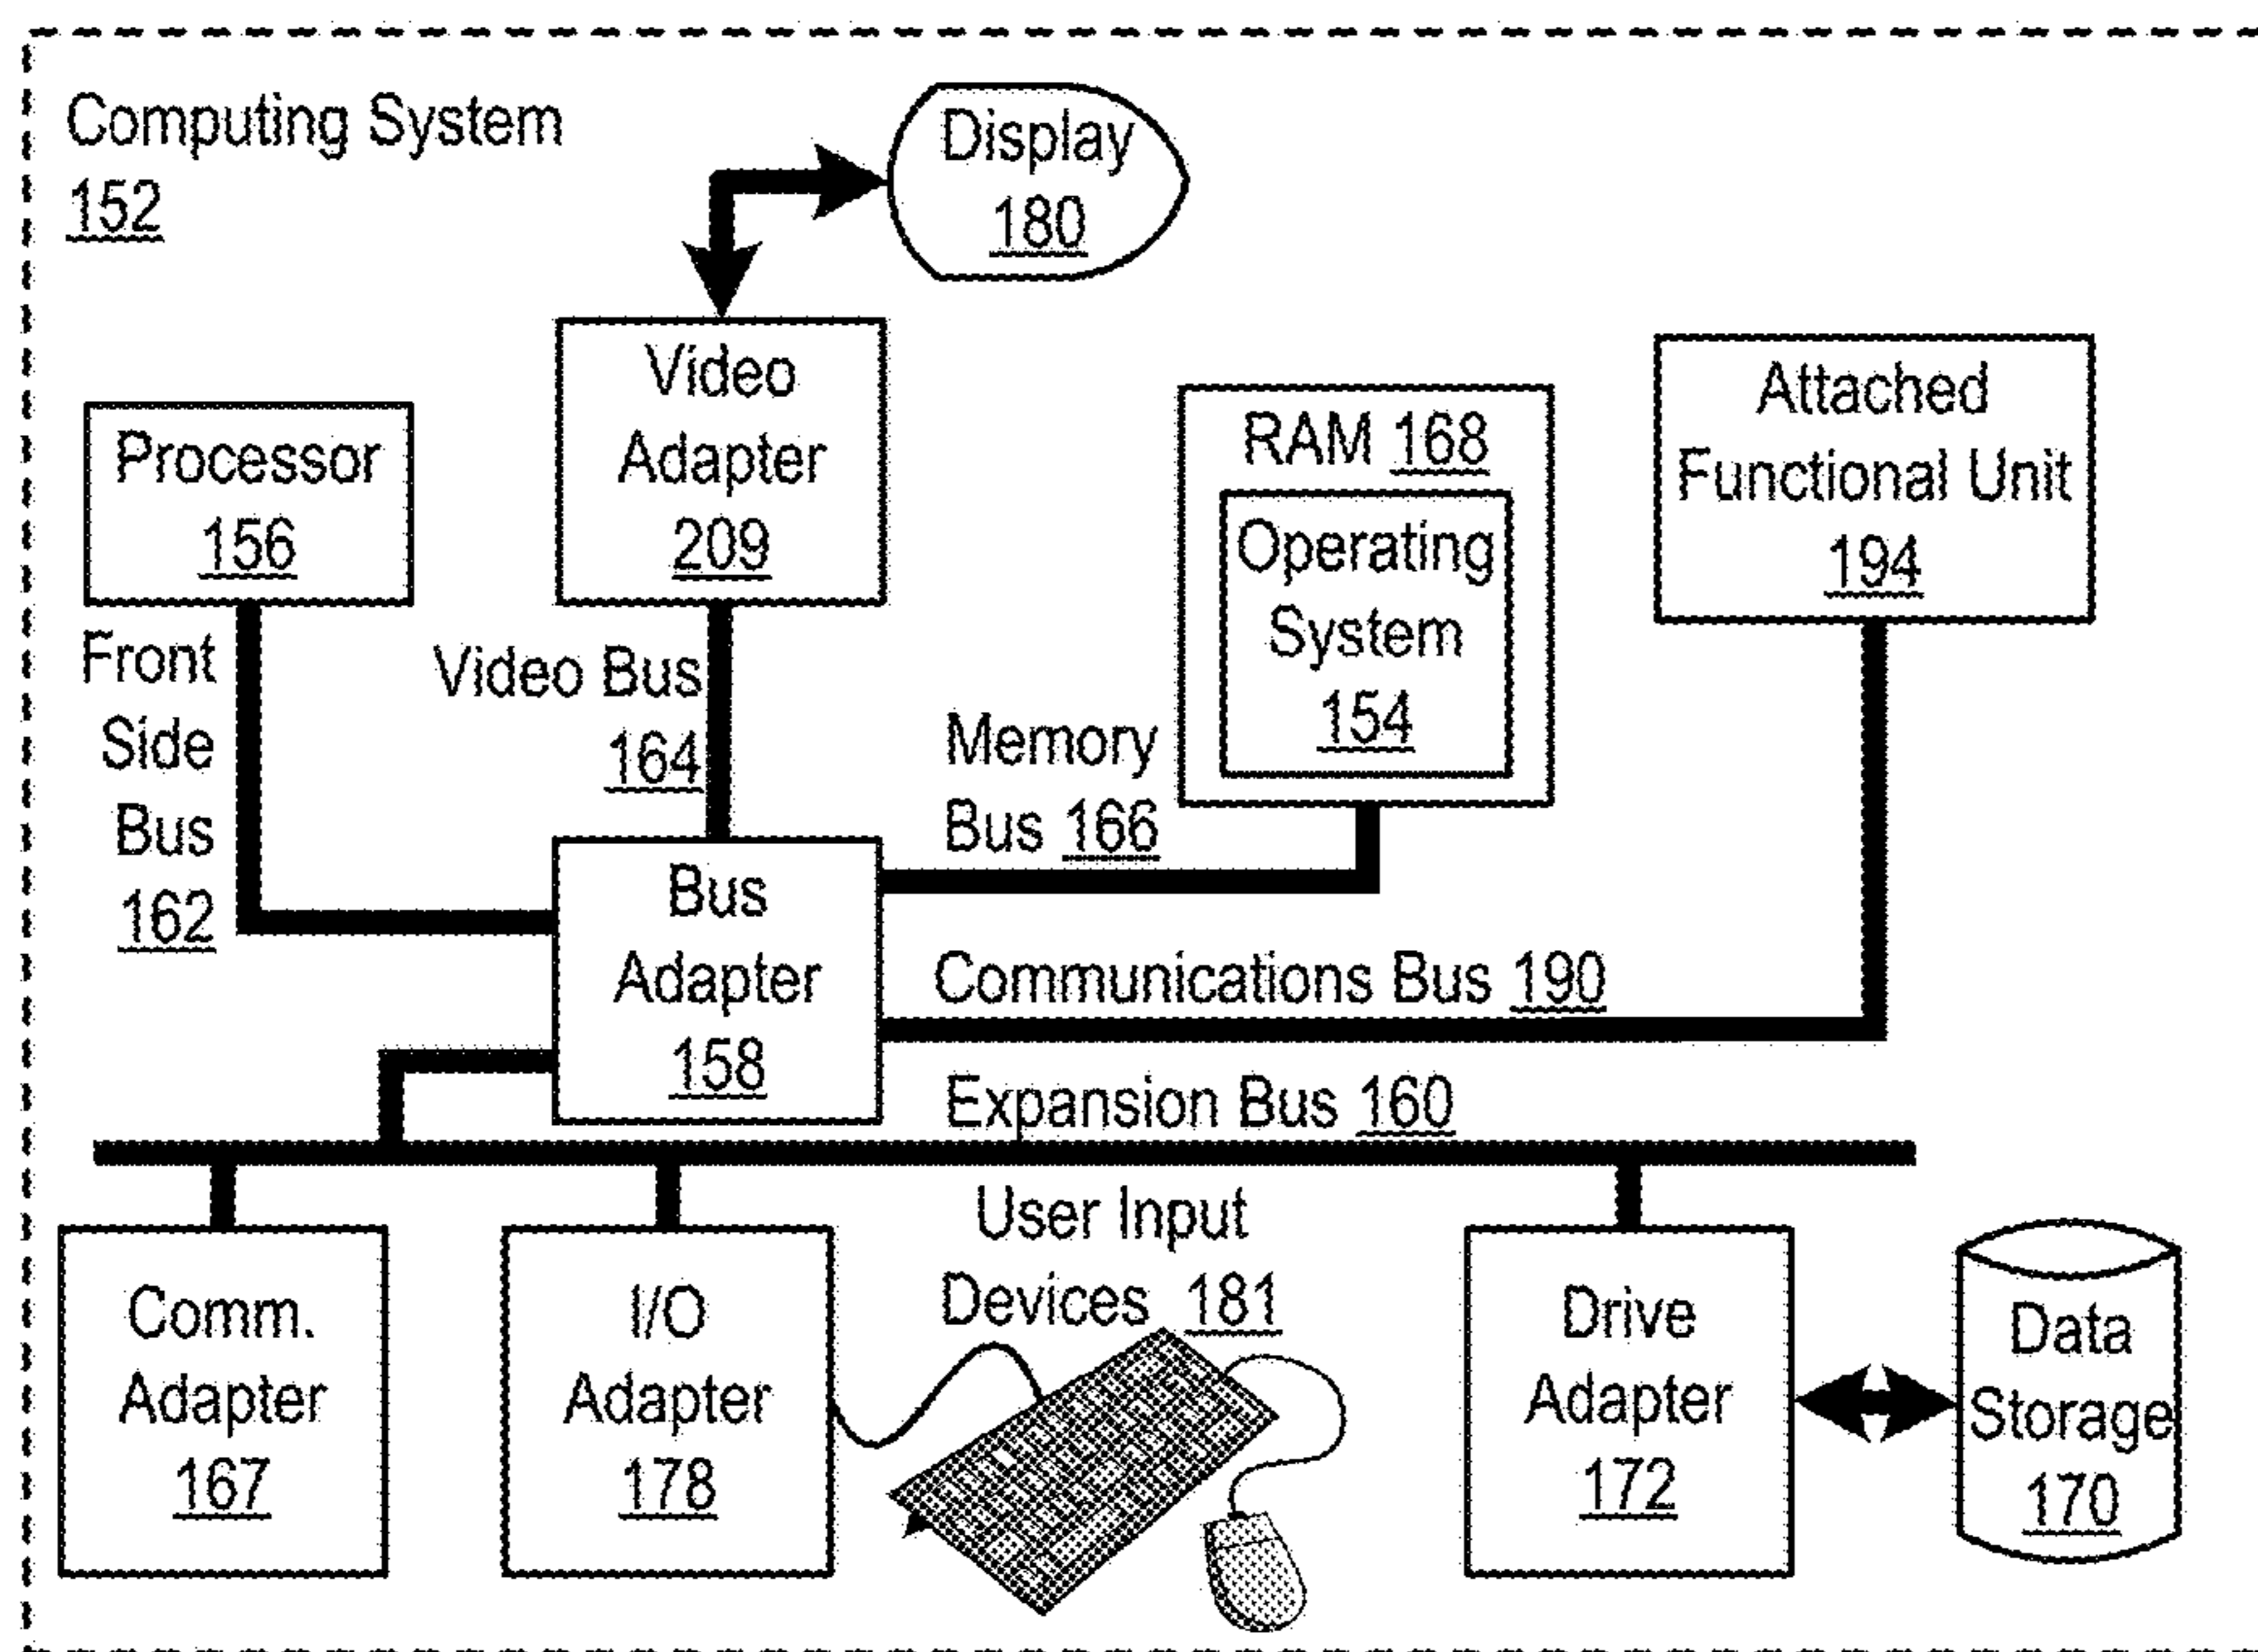 Computing System
152
Display
180
Video
Adapter
209
Processor
156
RAM 168
Operating
System
154
Attached
Functional Unit
194
Front
Side
Bus
162
Video Bus
164
Memory
Bus 166
Bus
Adapter
158
Communications Bus 190
Expansion Bus 160
Comm.
Adapter
167
I/O
Adapter
178
User Input
Devices 181
Drive
Adapter
172
Data
Storage
170